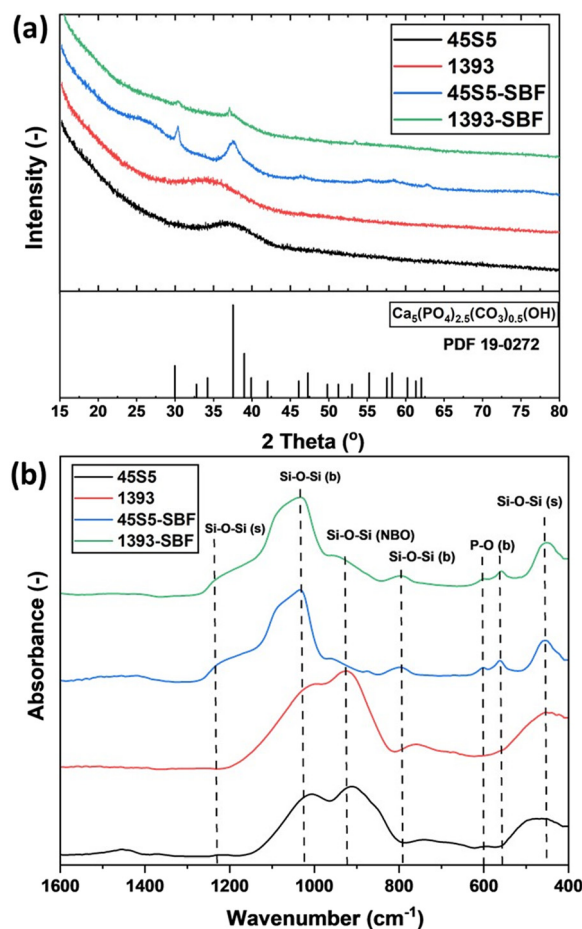 (a)
45S5
1393
45S5-SBF
1393-SBF
Intensity (-)
Ca₅(PO₄)₂.₅(CO₃)₀.₅(OH)
PDF 19-0272
15 20 25 30 35 40 45 50 55 60 65 70 75 80
2 Theta (°)
(b)
45S5
1393
45S5-SBF
1393-SBF
Si-O-Si (s)
Si-O-Si (b)
Si-O-Si (NBO)
Si-O-Si (b)
P-O (b)
Si-O-Si (s)
Absorbance (-)
1600 1400 1200 1000 800 600 400
Wavenumber (cm⁻¹)